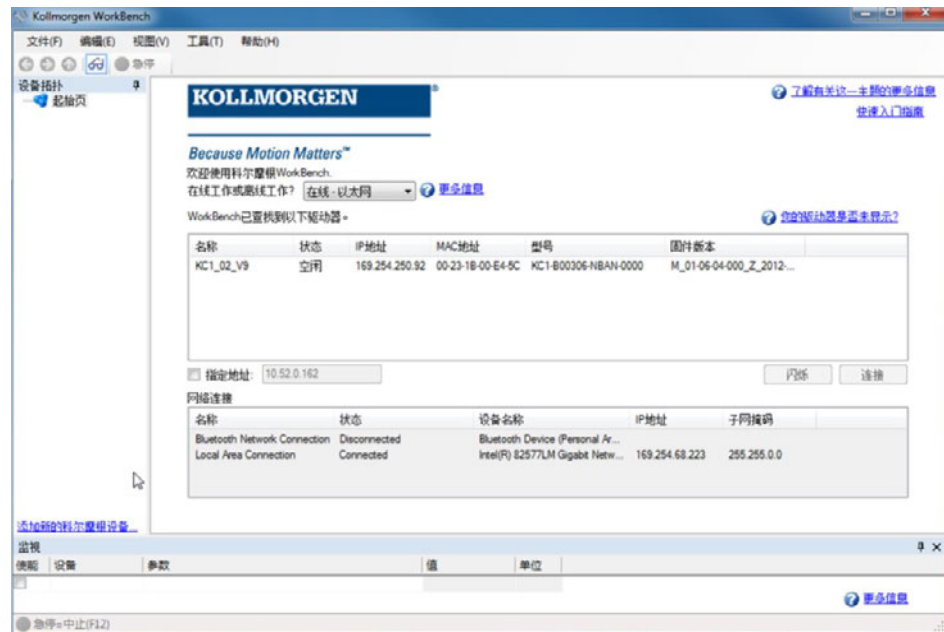 Kollmorgen WorkBench
文件(F) 编辑(E) 视图(V) 工具(T) 帮助(H)
急停
设备拓扑
起始页
KOLLMORGEN®
Because Motion Matters™
了解有关这一主题的更多信息
快速入门指南
欢迎使用科尔摩根WorkBench.
在线工作或离线工作? 在线 - 以太网 更多信息
WorkBench已查找到以下驱动器。
您的驱动器是否未显示?
名称 状态 IP地址 MAC地址 型号 固件版本
KC1_02_V9 空闲 169.254.250.92 00-23-1B-00-E4-5C KC1-B00306-NBAN-0000 M_01-06-04-000_Z_2012-...
指定地址: 10.52.0.162 闪烁 连接
网络连接
名称 状态 设备名称 IP地址 子网掩码
Bluetooth Network Connection Disconnected Bluetooth Device (Personal Ar...
Local Area Connection Connected Intel(R) 82577LM Gigabit Netw... 169.254.68.223 255.255.0.0
添加新的科尔摩根设备...
监视
使能 设备 参数 值 单位
更多信息
急停=中止(F12)